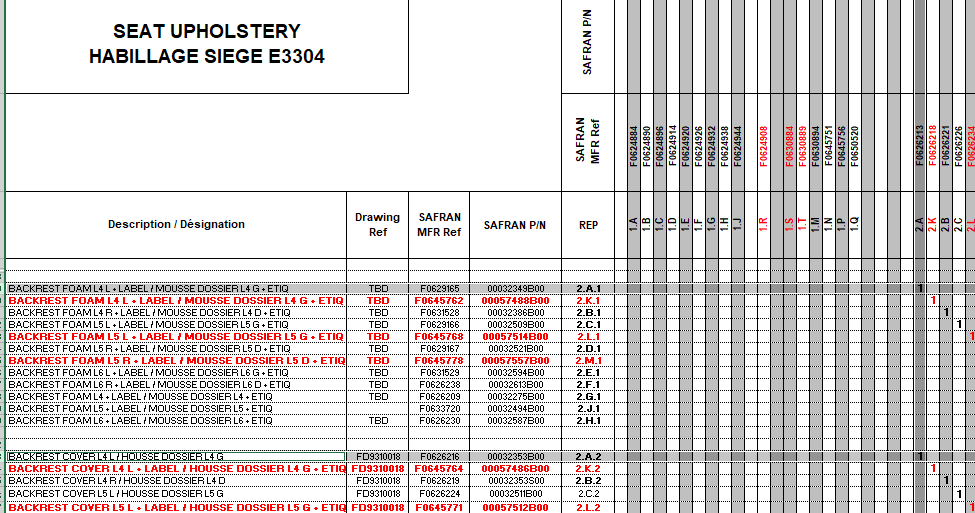 SEAT UPHOLSTERY
HABILLAGE SIEGE E3304
SAFRAN P/N
SAFRAN
MFR Ref
F0624884 F0624890 F0624896 F0624914 F0624920 F0624926 F0624932 F0624938 F0624944 F0624908 F0630884 F0630889 F0630894 F0645751 F0645756 F0650520 F0626213 F0626218 F0626221 F0626226 F0626234
Description / Désignation Drawing Ref SAFRAN MFR Ref SAFRAN P/N REP 1.A 1.B 1.C 1.D 1.E 1.F 1.G 1.H 1.J 1.R 1.S 1.T 1.M 1.N 1.P 1.Q 2.A 2.K 2.B 2.C 2.L
BACKREST FOAM L4 L + LABEL / MOUSSE DOSSIER L4 G + ETIQ TBD F0629165 00032349B00 2.A.1 1
BACKREST FOAM L4 L + LABEL / MOUSSE DOSSIER L4 G + ETIQ TBD F0645762 00057488B00 2.K.1 1
BACKREST FOAM L4 R + LABEL / MOUSSE DOSSIER L4 D + ETIQ TBD F0631528 00032386B00 2.B.1 1
BACKREST FOAM L5 L + LABEL / MOUSSE DOSSIER L5 G + ETIQ TBD F0629166 00032509B00 2.C.1 1
BACKREST FOAM L5 L + LABEL / MOUSSE DOSSIER L5 G + ETIQ TBD F0645768 00057514B00 2.L.1 1
BACKREST FOAM L5 R + LABEL / MOUSSE DOSSIER L5 D + ETIQ TBD F0629167 00032521B00 2.D.1
BACKREST FOAM L5 R + LABEL / MOUSSE DOSSIER L5 D + ETIQ TBD F0645778 00057557B00 2.M.1
BACKREST FOAM L6 L + LABEL / MOUSSE DOSSIER L6 G + ETIQ TBD F0631529 00032594B00 2.E.1
BACKREST FOAM L6 R + LABEL / MOUSSE DOSSIER L6 D + ETIQ TBD F0626238 00032613B00 2.F.1
BACKREST FOAM L4 + LABEL / MOUSSE DOSSIER L4 + ETIQ TBD F0626209 00032275B00 2.G.1
BACKREST FOAM L5 + LABEL / MOUSSE DOSSIER L5 + ETIQ F0633720 00032494B00 2.J.1
BACKREST FOAM L6 + LABEL / MOUSSE DOSSIER L6 + ETIQ TBD F0626230 00032587B00 2.H.1
BACKREST COVER L4 L / HOUSSE DOSSIER L4 G FD9310018 F0626216 00032353B00 2.A.2 1
BACKREST COVER L4 L + LABEL / HOUSSE DOSSIER L4 G + ETIQ FD9310018 F0645764 00057486B00 2.K.2 1
BACKREST COVER L4 R / HOUSSE DOSSIER L4 D FD9310018 F0626219 00032353S00 2.B.2 1
BACKREST COVER L5 L / HOUSSE DOSSIER L5 G FD9310018 F0626224 00032511B00 2.C.2 1
BACKREST COVER L5 L + LABEL / HOUSSE DOSSIER L5 G + ETIQ FD9310018 F0645771 00057512B00 2.L.2 1